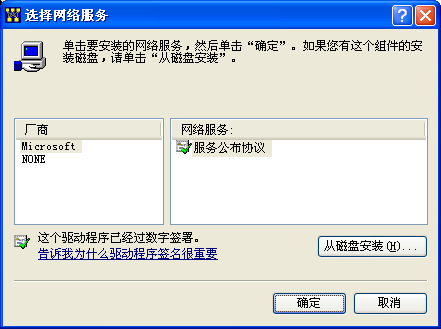 选择网络服务
单击要安装的网络服务，然后单击“确定”。如果您有这个组件的安
装磁盘，请单击“从磁盘安装”。
厂商
Microsoft
NONE
网络服务:
服务公布协议
这个驱动程序已经过数字签署。
告诉我为什么驱动程序签名很重要
从磁盘安装(H)...
确定
取消